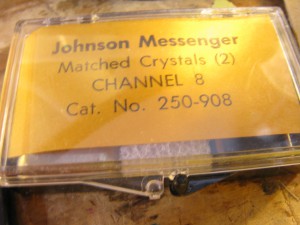 Johnson Messenger
Matched Crystals (2)
CHANNEL 8
Cat. No. 250-908